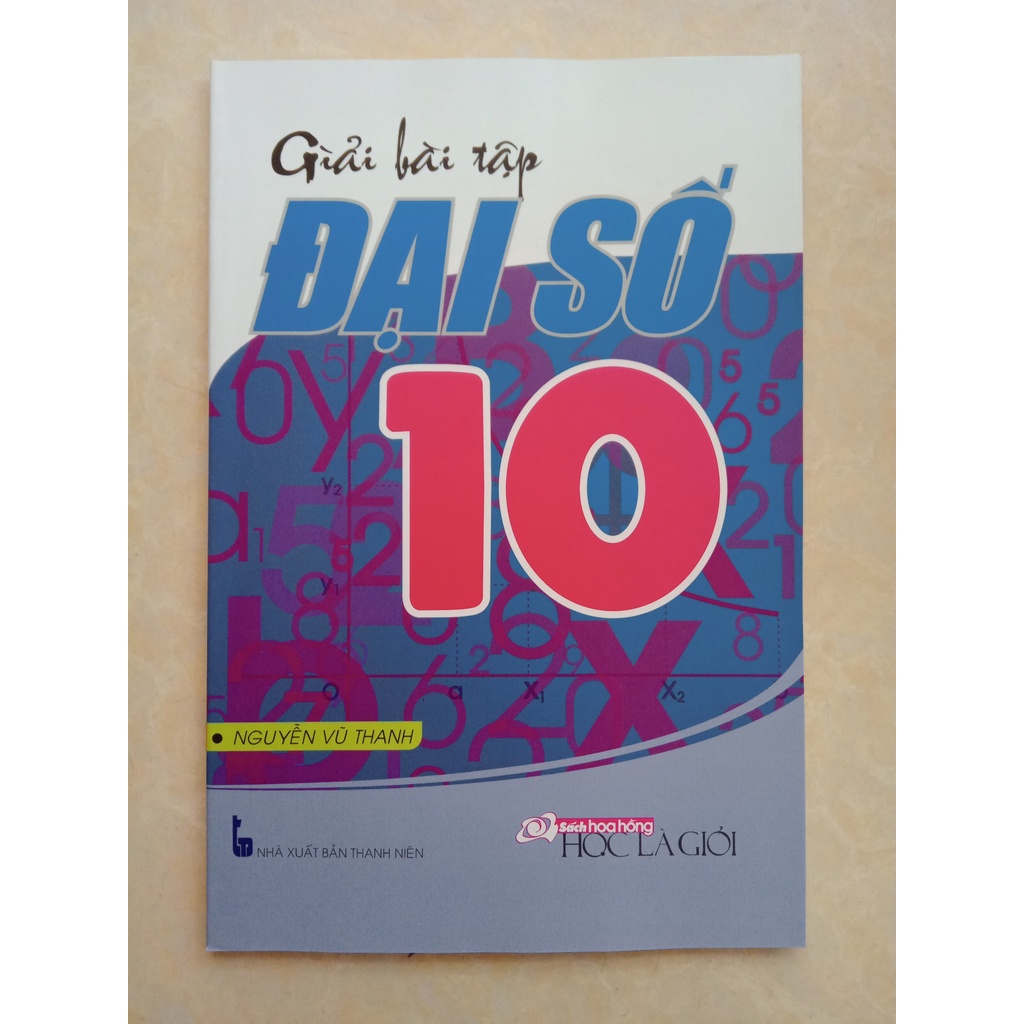 Giải bài tập
ĐẠI SỐ
10
NGUYỄN VŨ THANH
NHÀ XUẤT BẢN THANH NIÊN
Sách hoa hồng
HỌC LÀ GIỎI